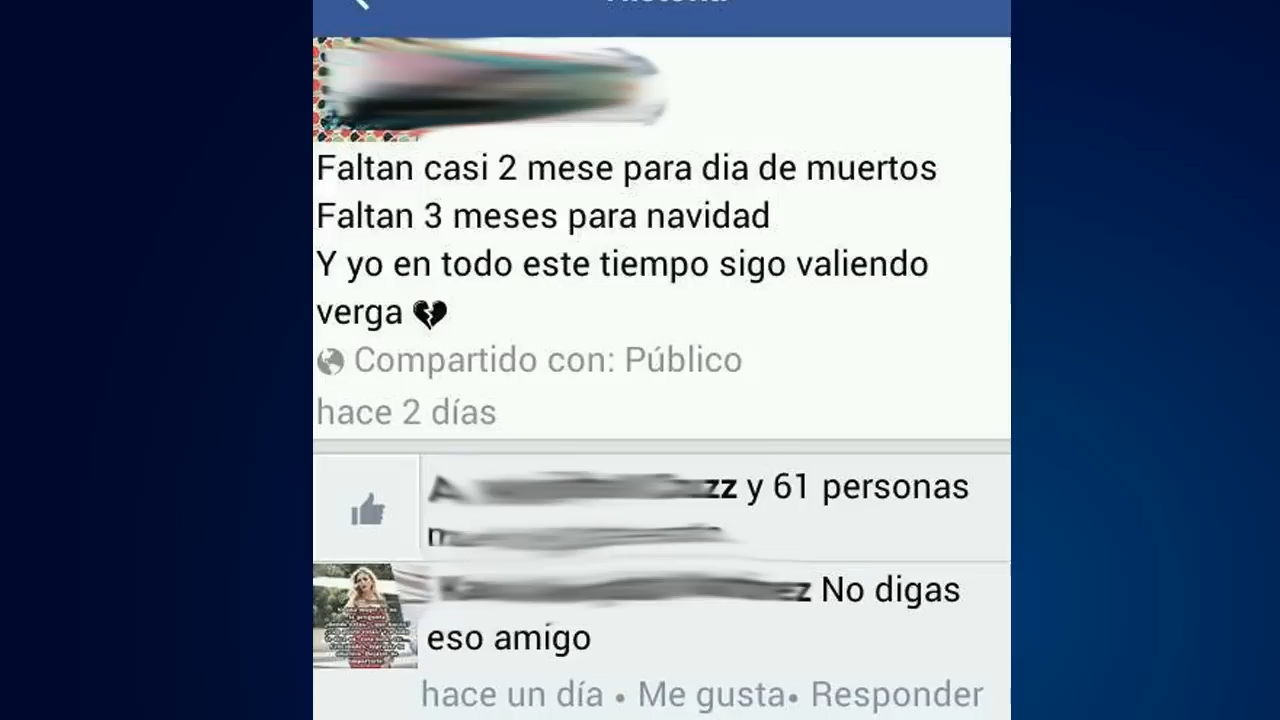 Faltan casi 2 mese para dia de muertos
Faltan 3 meses para navidad
Y yo en todo este tiempo sigo valiendo
verga 💔
Compartido con: Público
hace 2 días
zz y 61 personas
No digas
eso amigo
hace un día • Me gusta• Responder